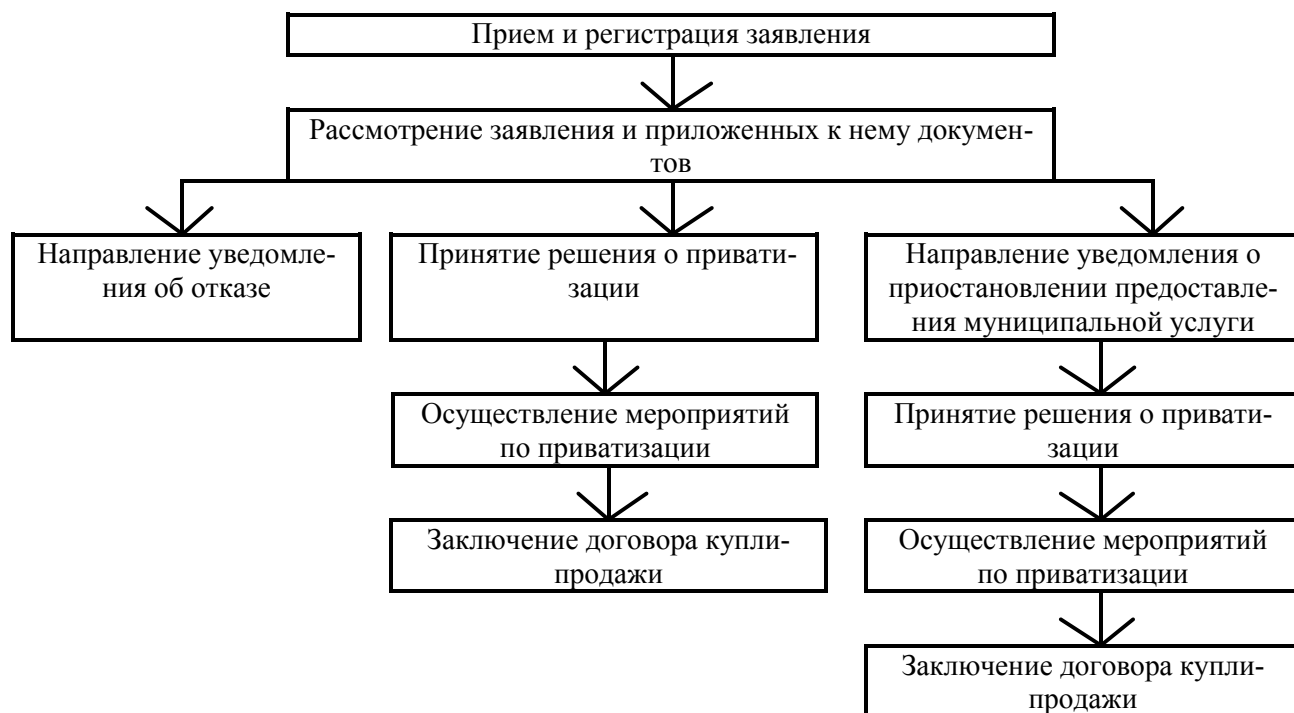 Прием и регистрация заявления
Рассмотрение заявления и приложенных к нему докумен-
тов
Направление уведомле-
ния об отказе
Принятие решения о привати-
зации
Направление уведомления о
приостановлении предоставле-
ния муниципальной услуги
Осуществление мероприятий
по приватизации
Принятие решения о привати-
зации
Заключение договора купли-
продажи
Осуществление мероприятий
по приватизации
Заключение договора купли-
продажи